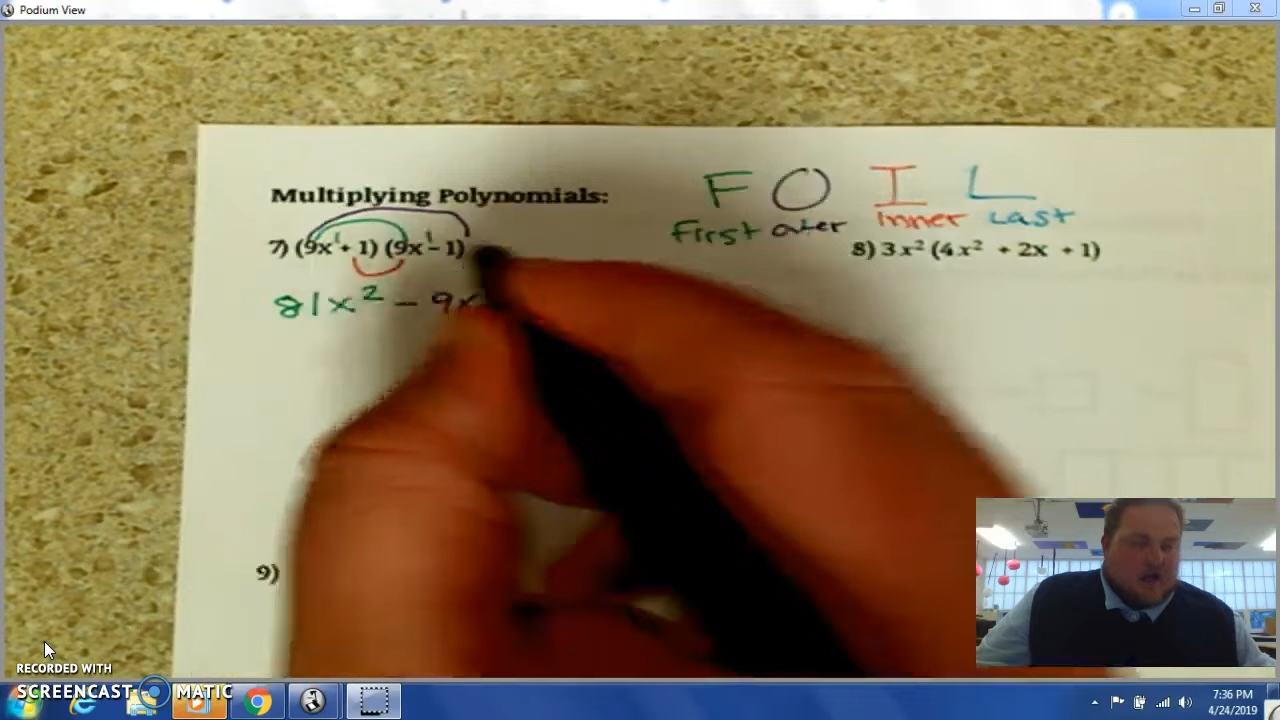 Podium View
Multiplying Polynomials:
F O I L
First outer inner Last
7) (9x¹ + 1) (9x¹ – 1)
8) 3x² (4x² + 2x + 1)
81x² – 9x
9)
RECORDED WITH
SCREENCAST MATIC
7:36 PM
4/24/2019